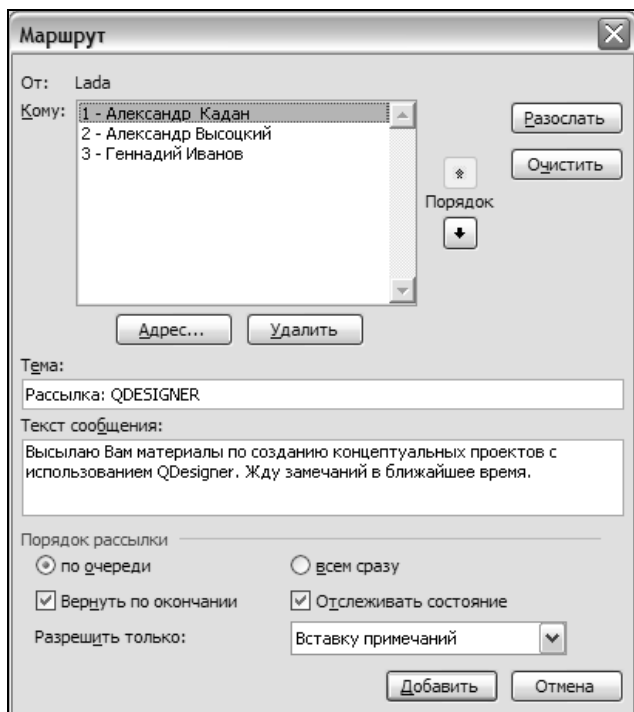 Маршрут
От: Lada
Кому:
1 - Александр Кадан
2 - Александр Высоцкий
3 - Геннадий Иванов
Разослать
Очистить
Порядок
Адрес...
Удалить
Тема:
Рассылка: QDESIGNER
Текст сообщения:
Высылаю Вам материалы по созданию концептуальных проектов с
использованием QDesigner. Жду замечаний в ближайшее время.
Порядок рассылки
по очереди
всем сразу
Вернуть по окончании
Отслеживать состояние
Разрешить только:
Вставку примечаний
Добавить
Отмена